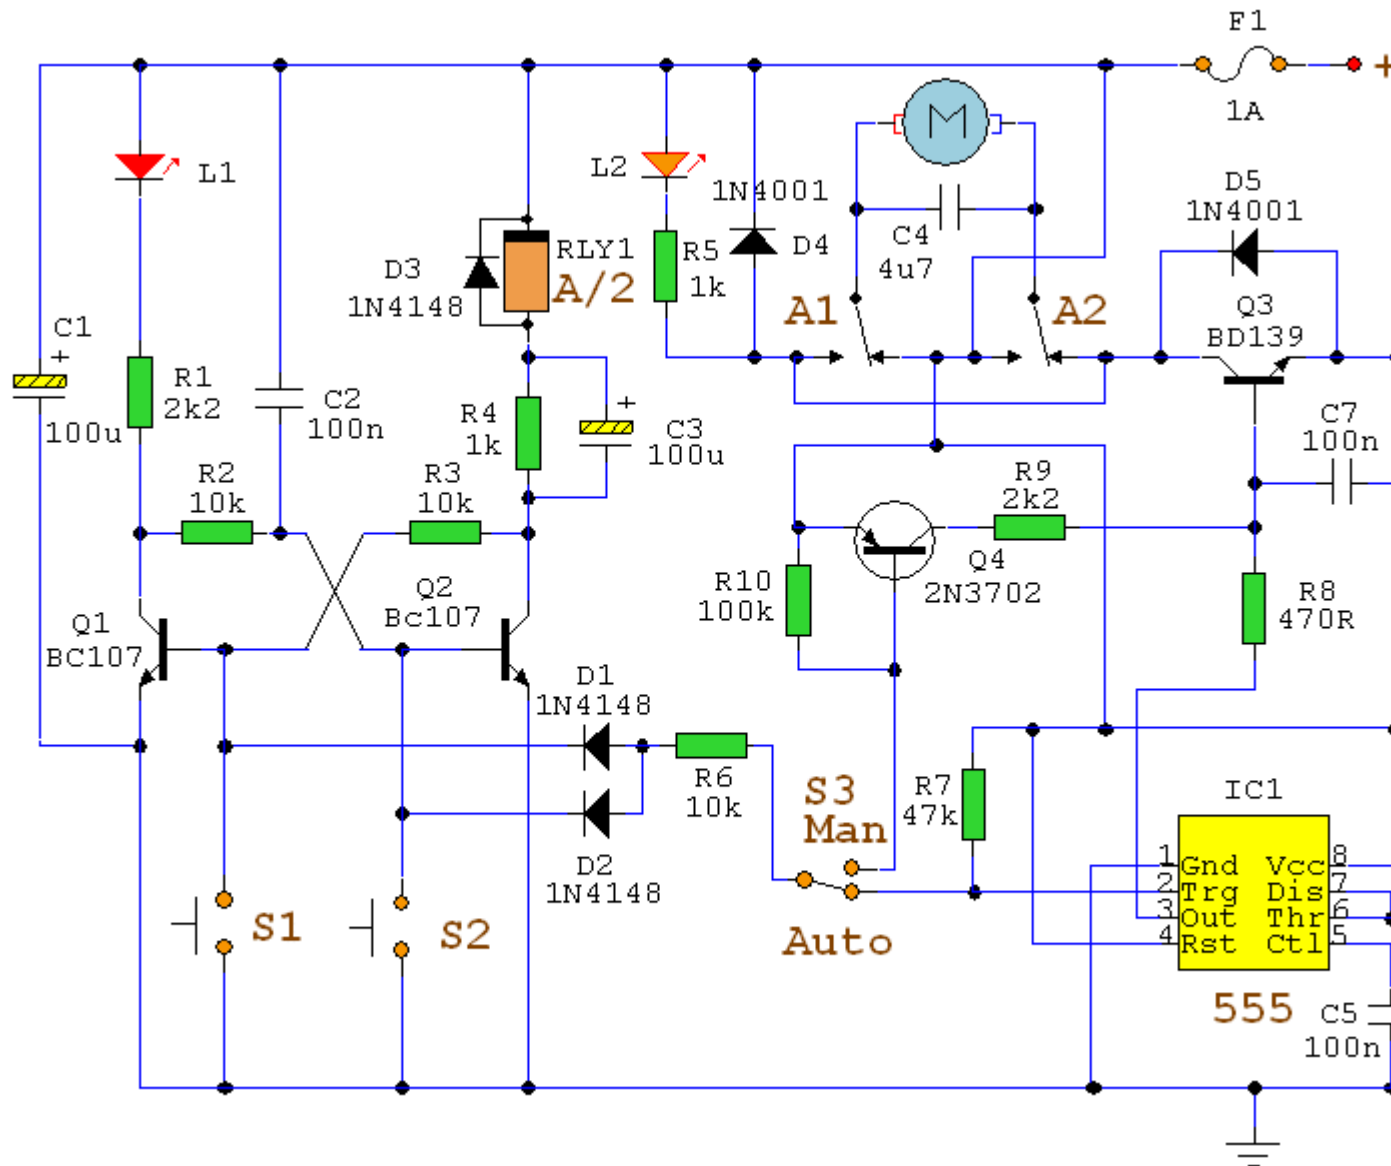 F1
1A
+
L1
L2
1N4001
D4
M
C4
4u7
D5
1N4001
Q3
BD139
D3
1N4148
RLY1
A/2
R5
1k
A1
A2
C1
+
100u
R1
2k2
C2
100n
R4
1k
+
C3
100u
C7
100n
R2
10k
R3
10k
R9
2k2
Q4
2N3702
R10
100k
R8
470R
Q1
BC107
Q2
Bc107
D1
1N4148
R6
10k
D2
1N4148
S3
Man
Auto
R7
47k
IC1
1 Gnd Vcc 8
2 Trg Dis 7
3 Out Thr 6
4 Rst Ctl 5
555
S1
S2
C5
100n